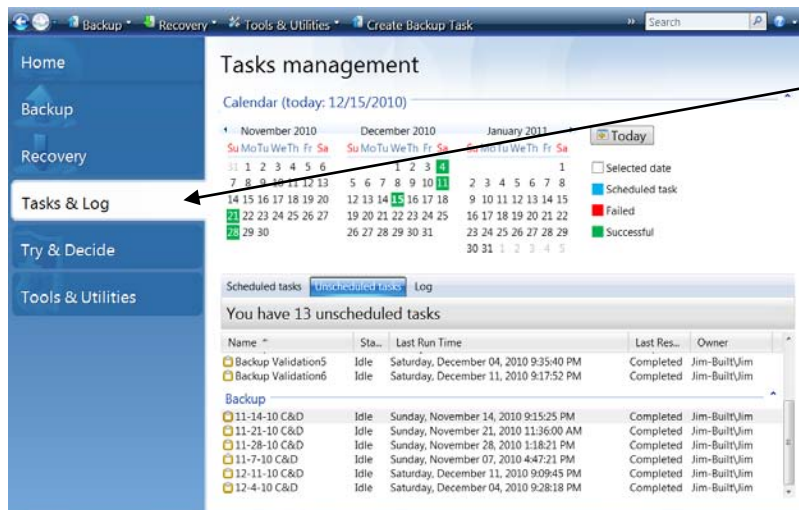 Backup Recovery Tools & Utilities Create Backup Task » Search
Home
Backup
Recovery
Tasks & Log
Try & Decide
Tools & Utilities
Tasks management
Calendar (today: 12/15/2010)
November 2010 December 2010 January 2011 Today
Su Mo Tu We Th Fr Sa Su Mo Tu We Th Fr Sa Su Mo Tu We Th Fr Sa
31 1 2 3 4 5 6 1 2 3 4 1
7 8 9 10 11 12 13 5 6 7 8 9 10 11 2 3 4 5 6 7 8
14 15 16 17 18 19 20 12 13 14 15 16 17 18 9 10 11 12 13 14 15
21 22 23 24 25 26 27 19 20 21 22 23 24 25 16 17 18 19 20 21 22
28 29 30 26 27 28 29 30 31 23 24 25 26 27 28 29
30 31 1 2 3 4 5
Selected date
Scheduled task
Failed
Successful
Scheduled tasks Unscheduled tasks Log
You have 13 unscheduled tasks
Name Sta... Last Run Time Last Res... Owner
Backup Validation5 Idle Saturday, December 04, 2010 9:35:40 PM Completed Jim-Built\Jim
Backup Validation6 Idle Saturday, December 11, 2010 9:17:52 PM Completed Jim-Built\Jim
Backup
11-14-10 C&D Idle Sunday, November 14, 2010 9:15:25 PM Completed Jim-Built\Jim
11-21-10 C&D Idle Sunday, November 21, 2010 11:36:00 AM Completed Jim-Built\Jim
11-28-10 C&D Idle Sunday, November 28, 2010 1:18:21 PM Completed Jim-Built\Jim
11-7-10 C&D Idle Sunday, November 07, 2010 4:47:21 PM Completed Jim-Built\Jim
12-11-10 C&D Idle Saturday, December 11, 2010 9:09:45 PM Completed Jim-Built\Jim
12-4-10 C&D Idle Saturday, December 04, 2010 9:28:18 PM Completed Jim-Built\Jim